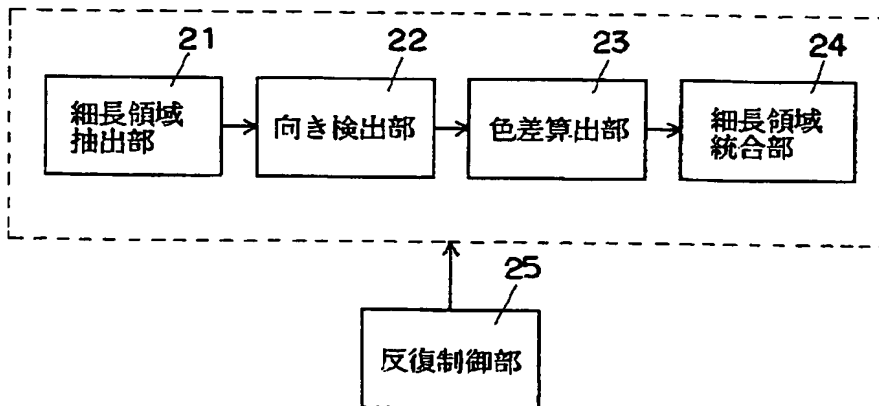 21
22
23
24
細長領域
抽出部
向き検出部
色差算出部
細長領域
統合部
25
反復制御部